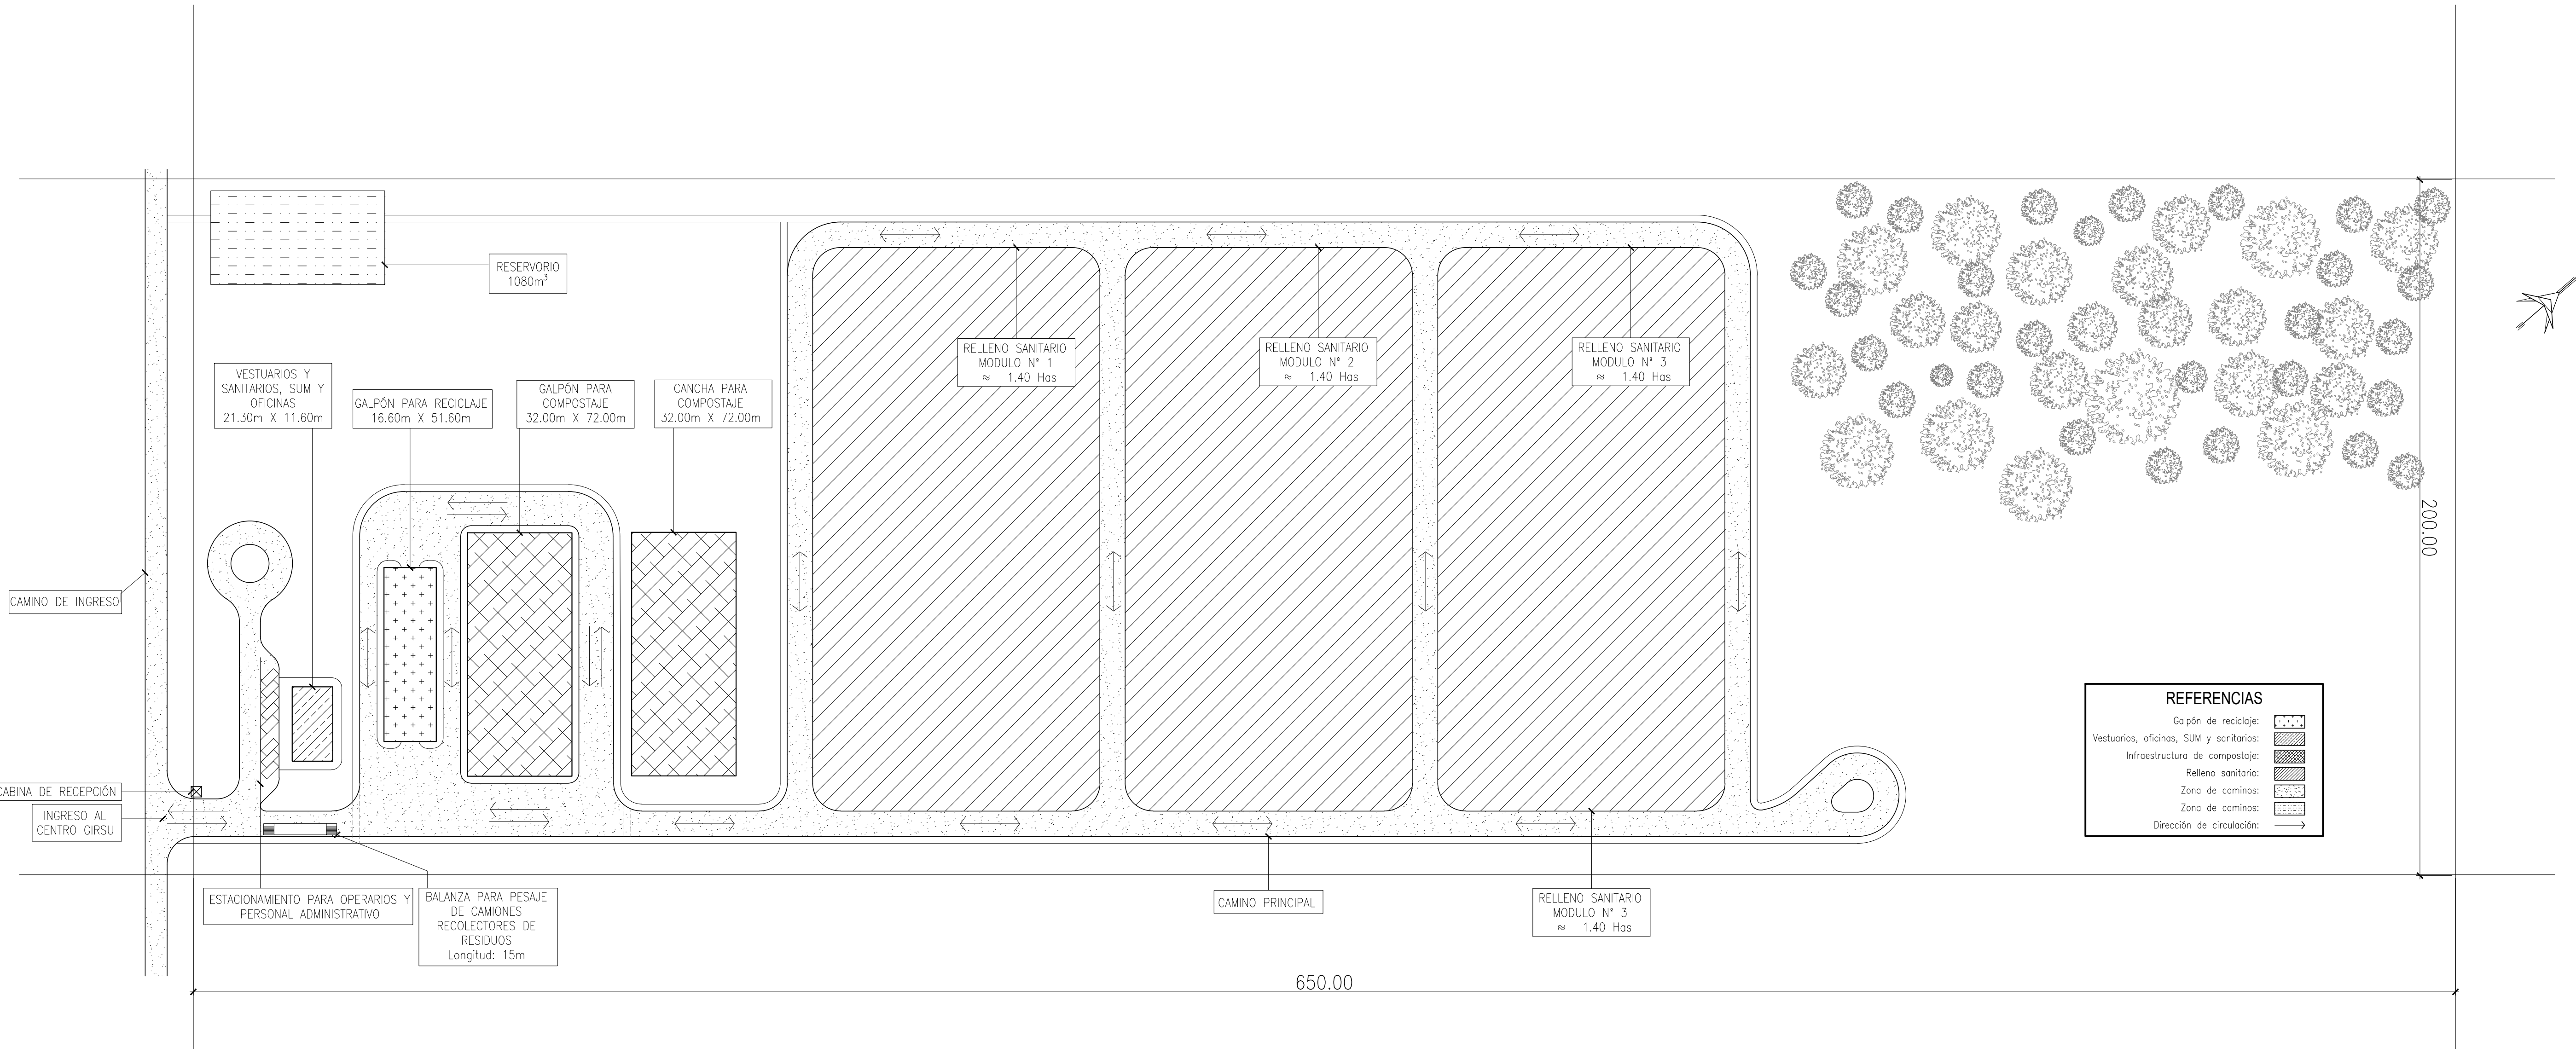 RESERVORIO
1080m³
RELLENO SANITARIO
MODULO Nº 1
≈ 1.40 Has
RELLENO SANITARIO
MODULO Nº 2
≈ 1.40 Has
RELLENO SANITARIO
MODULO Nº 3
≈ 1.40 Has
VESTUARIOS Y
SANITARIOS, SUM Y
OFICINAS
21.30m X 11.60m
GALPÓN PARA RECICLAJE
16.60m X 51.60m
GALPÓN PARA
COMPOSTAJE
32.00m X 72.00m
CANCHA PARA
COMPOSTAJE
32.00m X 72.00m
200.00
CAMINO DE INGRESO
REFERENCIAS
Galpón de reciclaje:
Vestuarios, oficinas, SUM y sanitarios:
Infraestructura de compostaje:
Relleno sanitario:
Zona de caminos:
Zona de caminos:
Dirección de circulación:
CABINA DE RECEPCIÓN
INGRESO AL
CENTRO GIRSU
ESTACIONAMIENTO PARA OPERARIOS Y
PERSONAL ADMINISTRATIVO
BALANZA PARA PESAJE
DE CAMIONES
RECOLECTORES DE
RESIDUOS
Longitud: 15m
CAMINO PRINCIPAL
RELLENO SANITARIO
MODULO Nº 3
≈ 1.40 Has
650.00